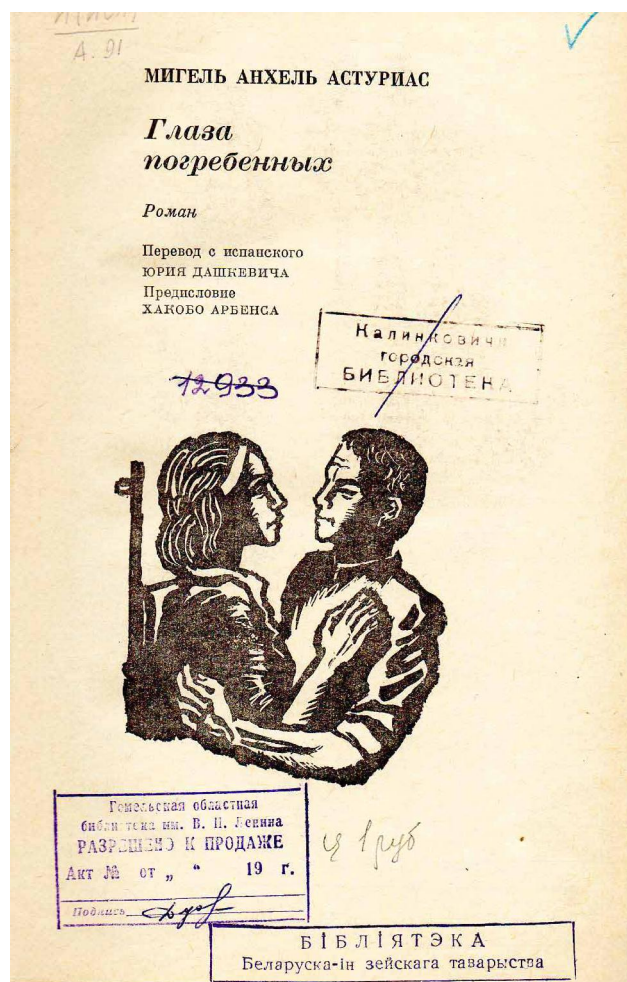 А.91
МИГЕЛЬ АНХЕЛЬ АСТУРИАС
Глаза
погребенных
Роман
Перевод с испанского
ЮРИЯ ДАШКЕВИЧА
Предисловие
ХАКОБО АРБЕНСА
Калинковичи
городская
БИБЛИОТЕКА
12933
Гомельская областная
библиотека им. В. И. Ленина
РАЗРЕШЕНО К ПРОДАЖЕ
Акт № от „ “ 19 г.
Подпись
ц 1 руб
БІБЛІЯТЭКА
Беларуска-ін зейскага таварыства